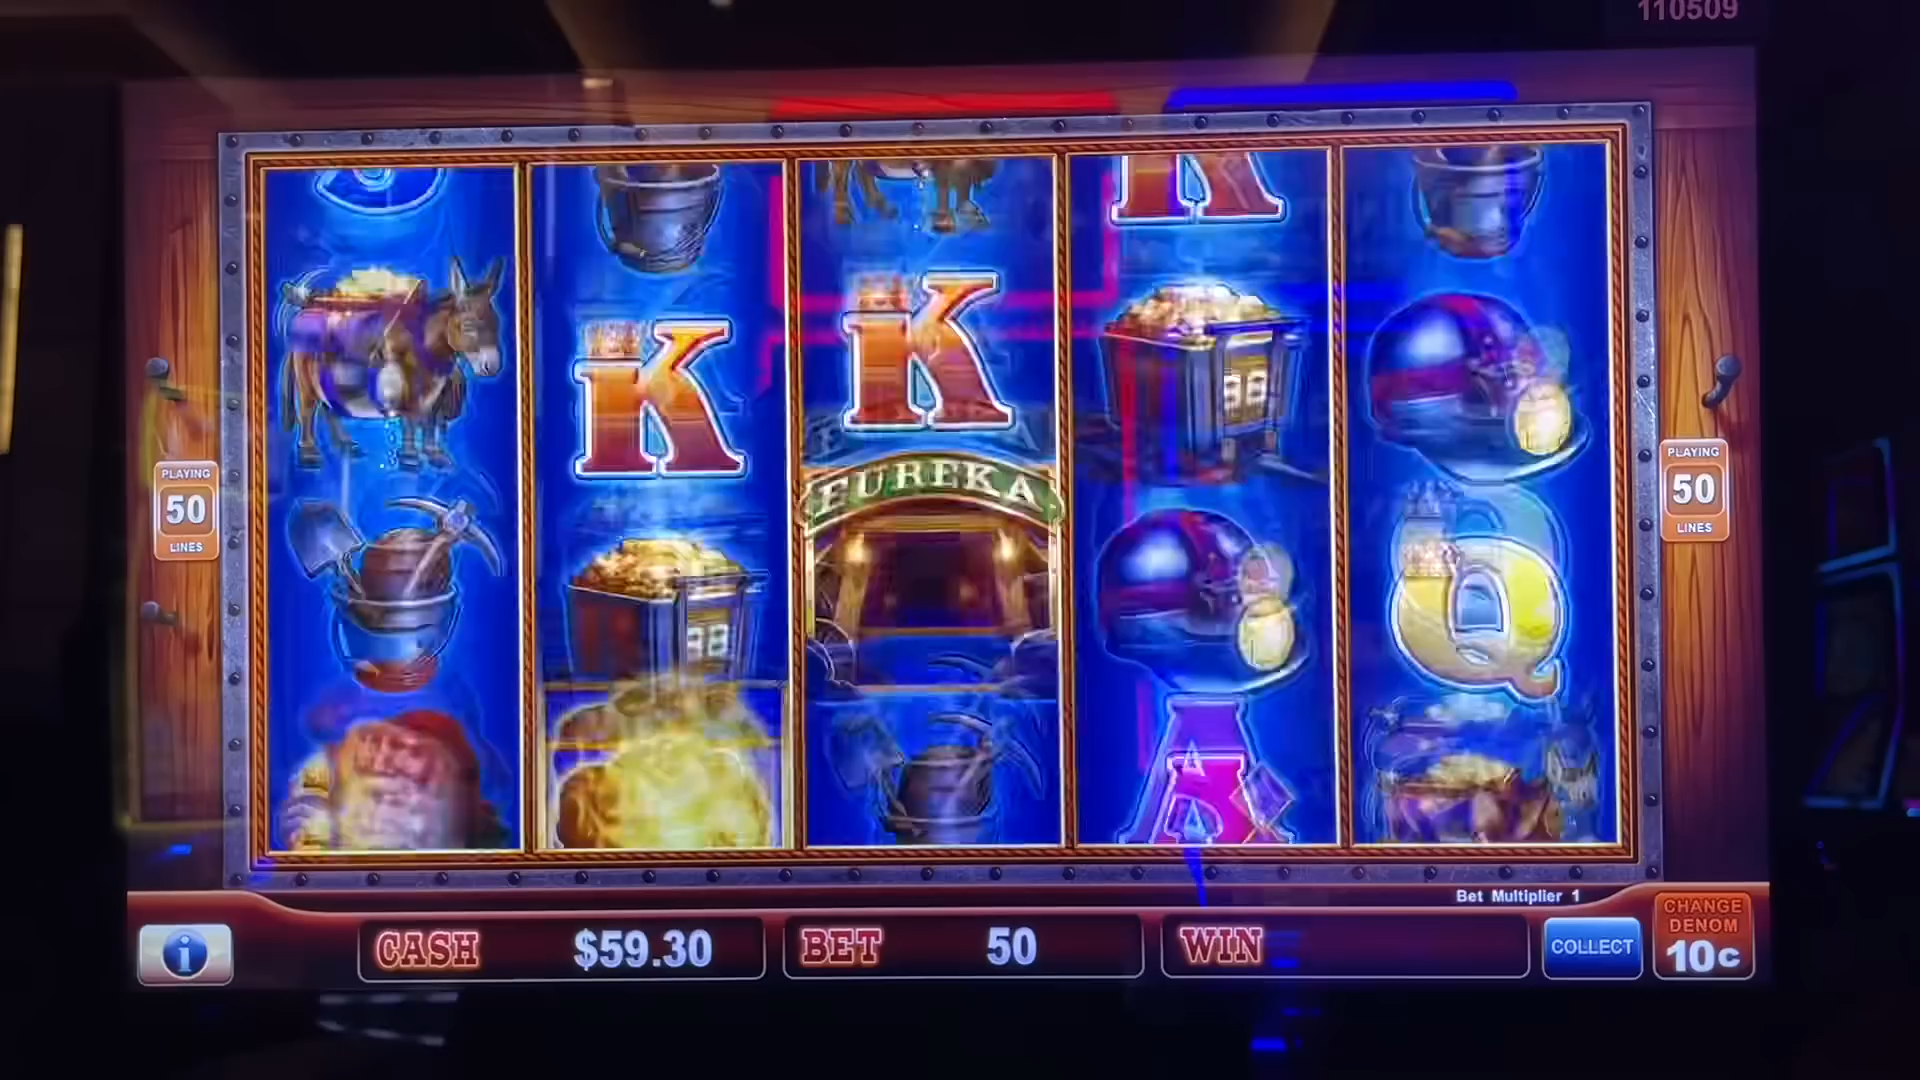 110509
K
K
EUREKA
Q
A
PLAYING
50
LINES
PLAYING
50
LINES
Bet Multiplier 1
CASH $59.30
BET 50
WIN
COLLECT
CHANGE
DENOM
10¢